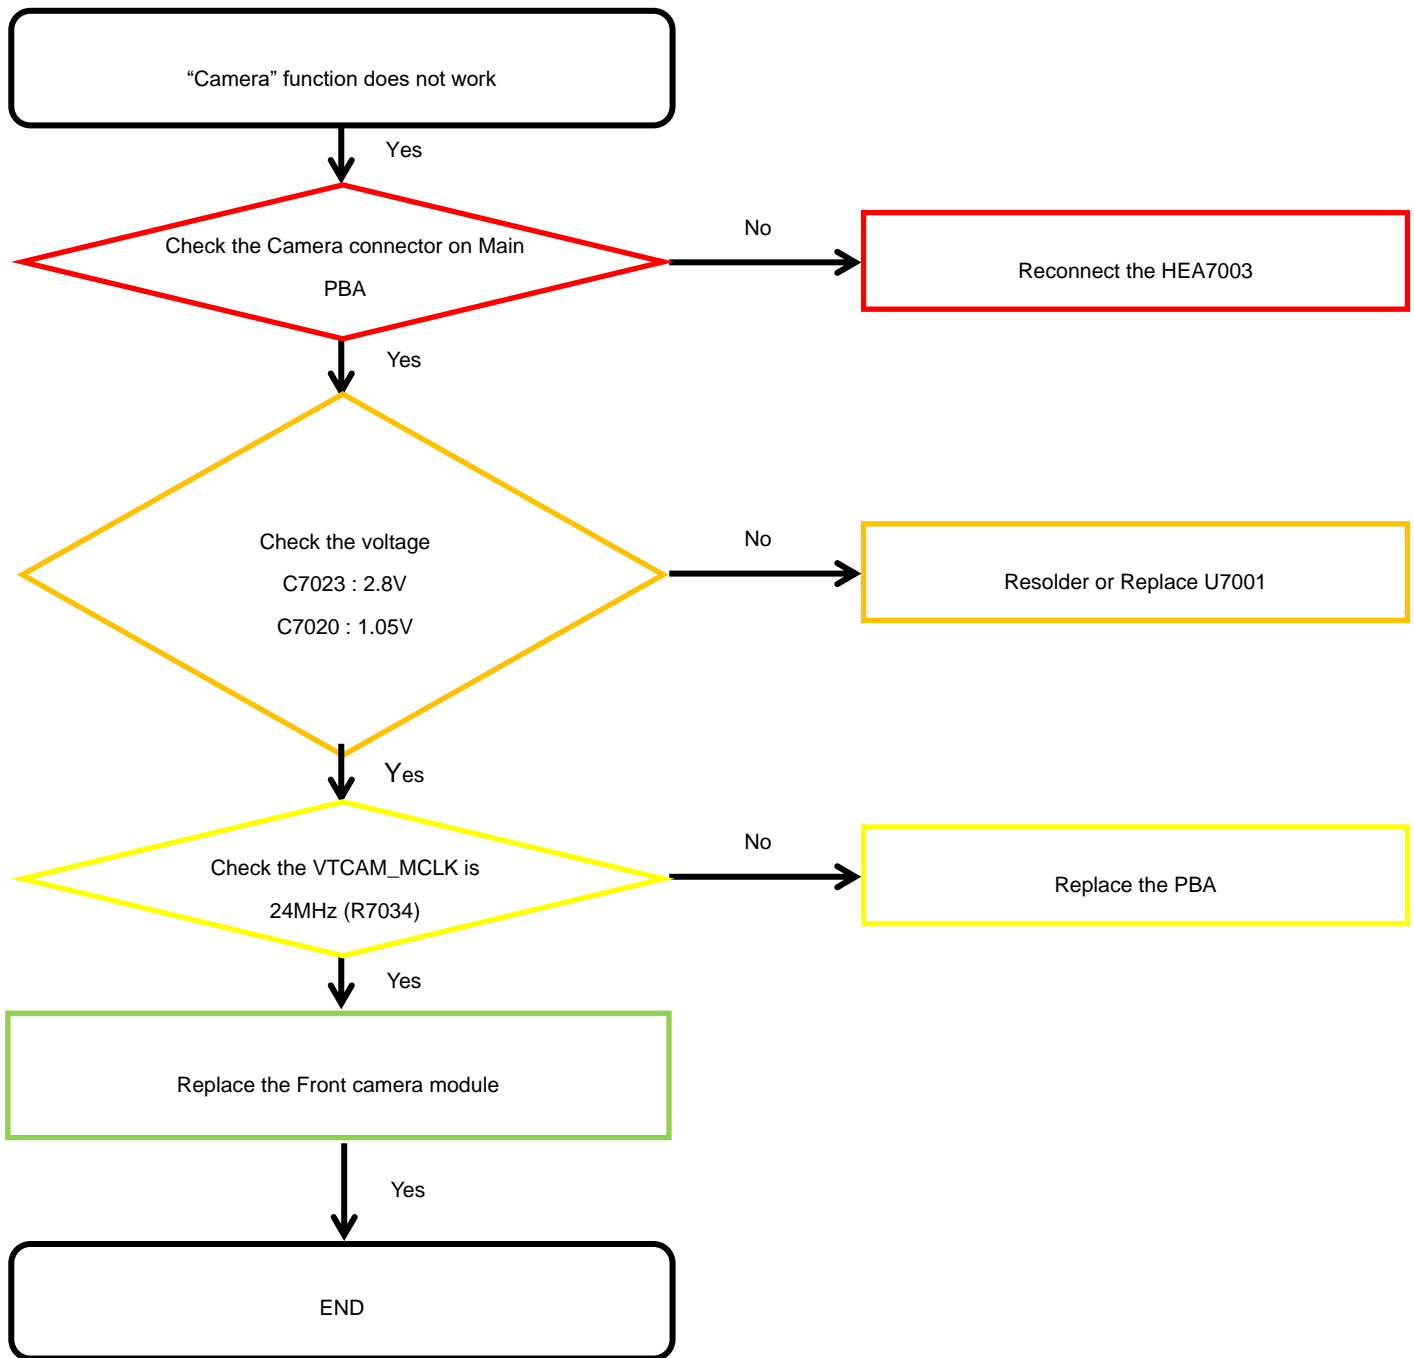 “Camera” function does not work
Yes
Check the Camera connector on Main
PBA
No
Reconnect the HEA7003
Yes
Check the voltage
C7023 : 2.8V
C7020 : 1.05V
No
Resolder or Replace U7001
Yes
Check the VTCAM_MCLK is
24MHz (R7034)
No
Replace the PBA
Yes
Replace the Front camera module
Yes
END